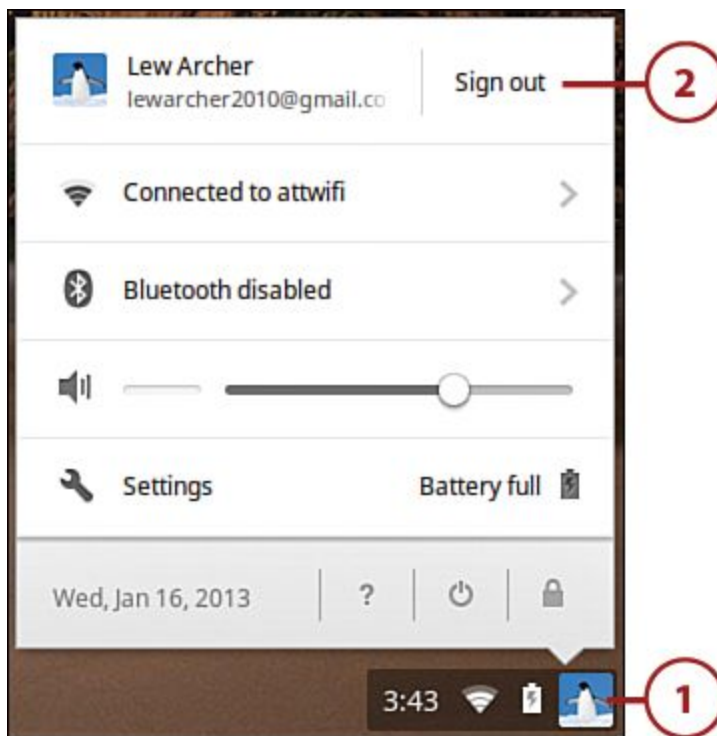 Lew Archer
lewarcher2010@gmail.co
Sign out
2
Connected to attwifi
Bluetooth disabled
Settings
Battery full
Wed, Jan 16, 2013
?
3:43
1